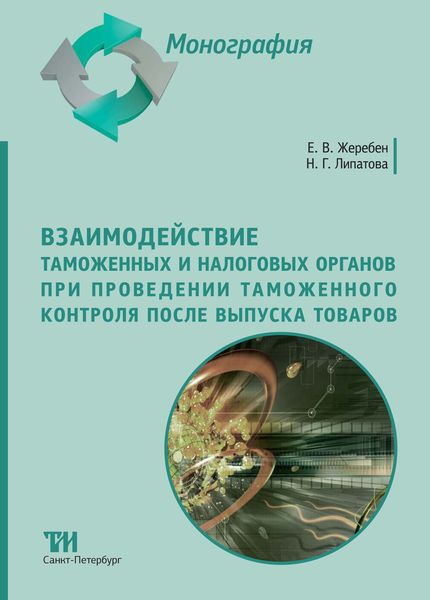 Монография
Е. В. Жеребен
Н. Г. Липатова
ВЗАИМОДЕЙСТВИЕ
ТАМОЖЕННЫХ И НАЛОГОВЫХ ОРГАНОВ
ПРИ ПРОВЕДЕНИИ ТАМОЖЕННОГО
КОНТРОЛЯ ПОСЛЕ ВЫПУСКА ТОВАРОВ
ТИ
Санкт-Петербург